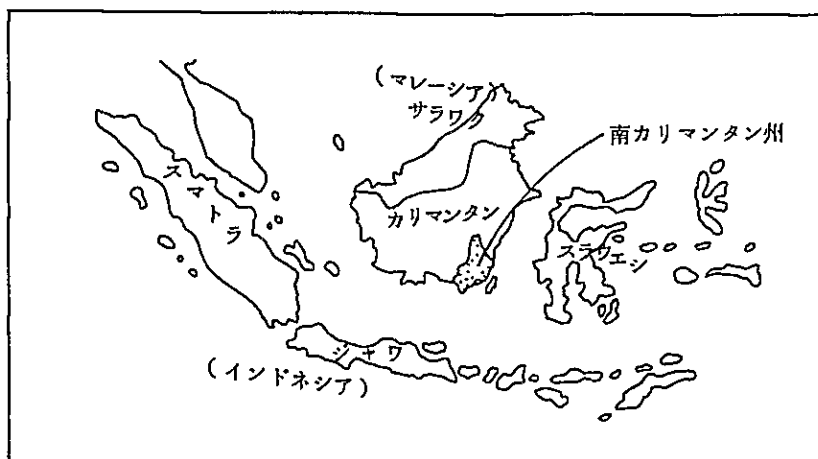 (マレーシア)
サラワク
南カリマンタン州
スマトラ
カリマンタン
スラウエシ
ジャワ
(インドネシア)